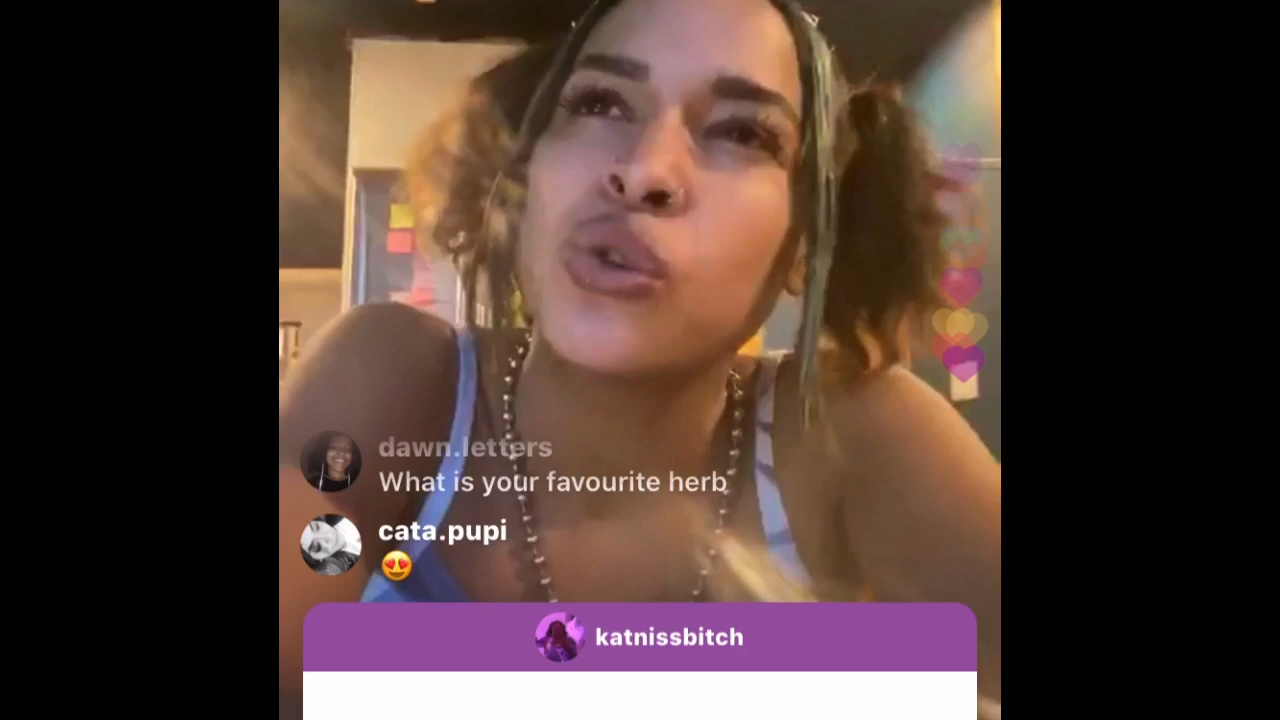 dawn.letters
What is your favourite herb
cata.pupi
😍
katnissbitch